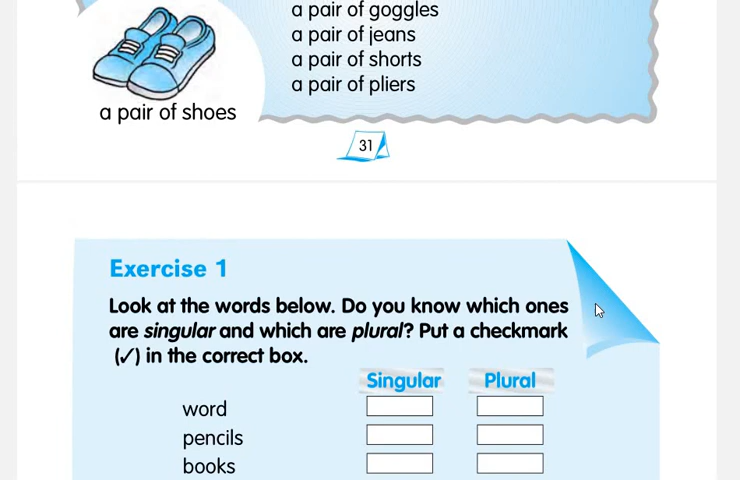 a pair of goggles
a pair of jeans
a pair of shorts
a pair of pliers
a pair of shoes
31
Exercise 1
Look at the words below. Do you know which ones
are singular and which are plural? Put a checkmark
(✓) in the correct box.
Singular Plural
word
pencils
books